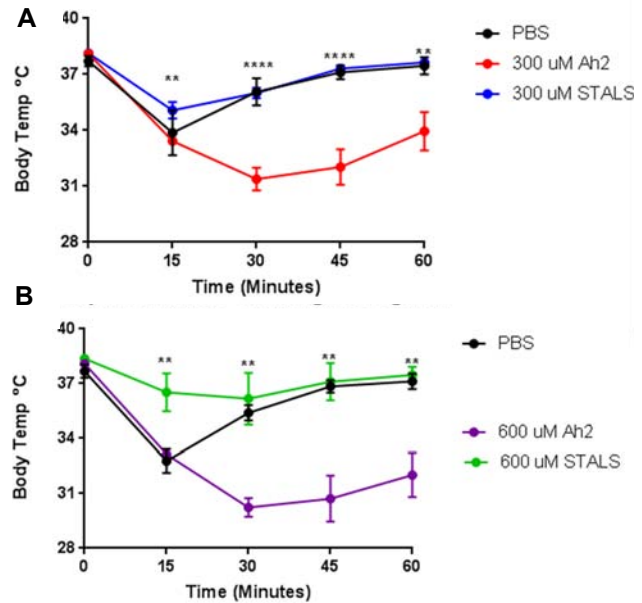 A
Body Temp °C
40
37
34
31
28
** **** **** **
0 15 30 45 60
Time (Minutes)
PBS
300 uM Ah2
300 uM STALS
B
Body Temp °C
40
37
34
31
28
** ** ** **
0 15 30 45 60
Time (Minutes)
PBS
600 uM Ah2
600 uM STALS